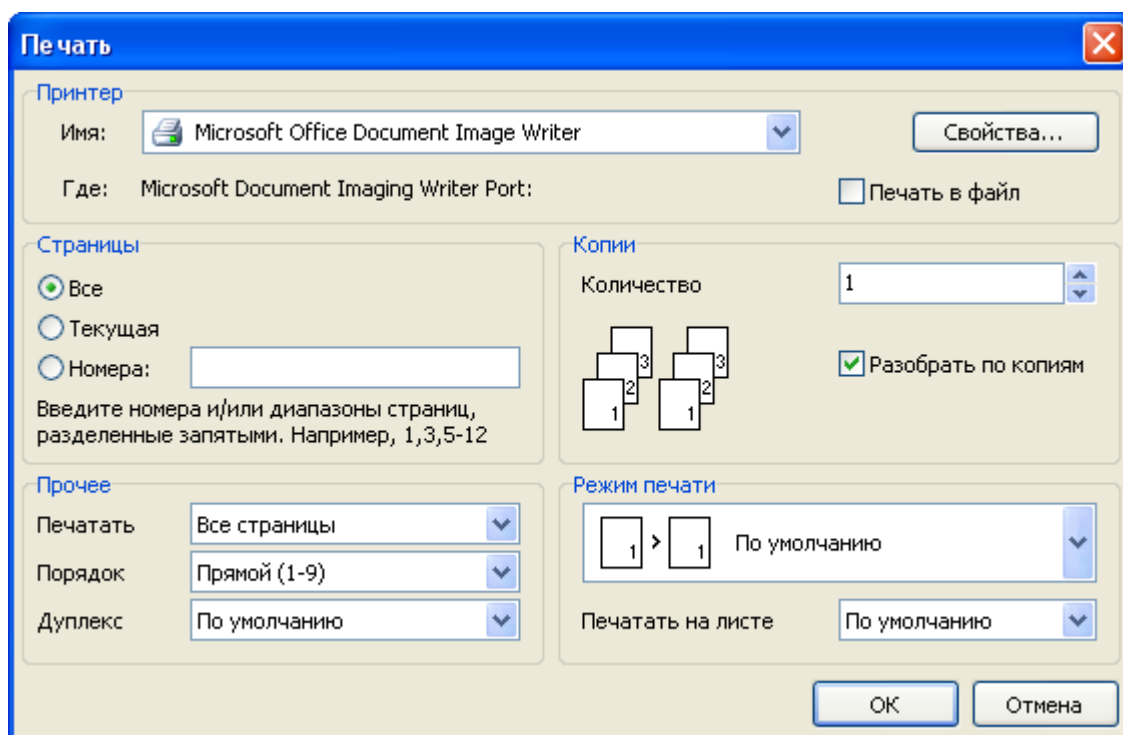 Печать
Принтер
Имя: Microsoft Office Document Image Writer Свойства...
Где: Microsoft Document Imaging Writer Port: Печать в файл
Страницы
Все
Текущая
Номера:
Введите номера и/или диапазоны страниц,
разделенные запятыми. Например, 1,3,5-12
Копии
Количество 1
3 3
2 2
1 1
Разобрать по копиям
Прочее
Печатать Все страницы
Порядок Прямой (1-9)
Дуплекс По умолчанию
Режим печати
1 > 1 По умолчанию
Печатать на листе По умолчанию
ОК Отмена